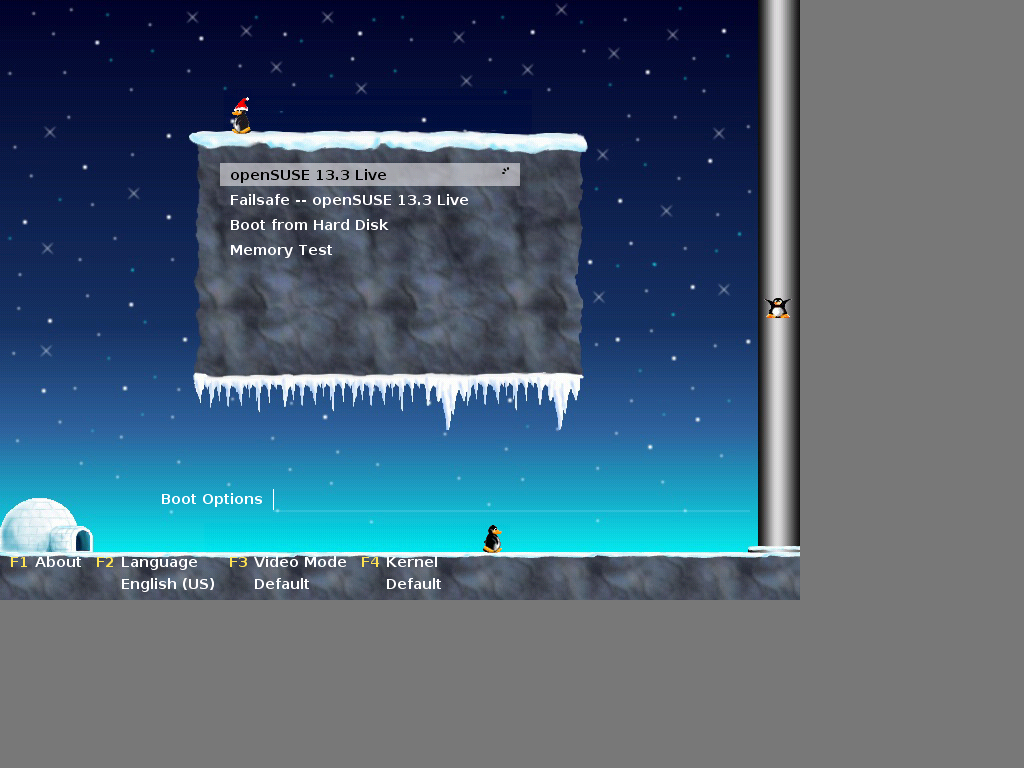 openSUSE 13.3 Live
Failsafe -- openSUSE 13.3 Live
Boot from Hard Disk
Memory Test
Boot Options
F1 About F2 Language F3 Video Mode F4 Kernel
English (US) Default Default